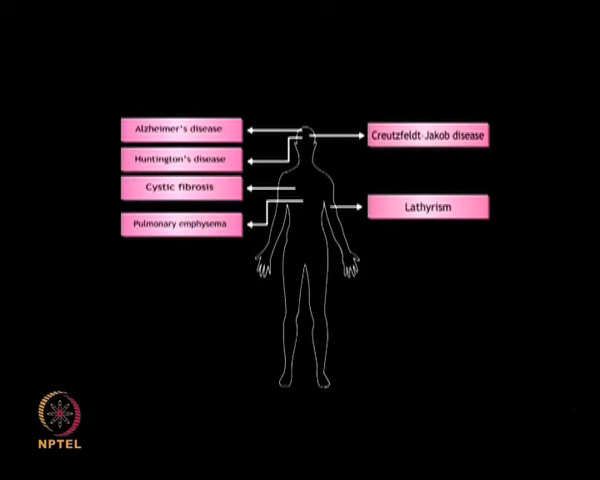 Alzheimer's disease
Huntington's disease
Cystic fibrosis
Pulmonary emphysema
Creutzfeldt-Jakob disease
Lathyrism
NPTEL